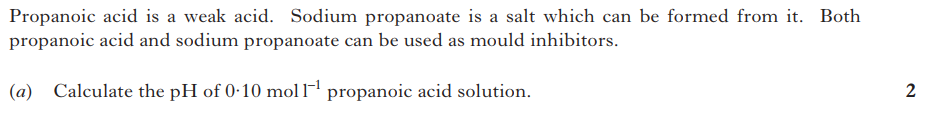 Propanoic acid is a weak acid. Sodium propanoate is a salt which can be formed from it. Both
propanoic acid and sodium propanoate can be used as mould inhibitors.
(a) Calculate the pH of 0·10 mol l⁻¹ propanoic acid solution. 2